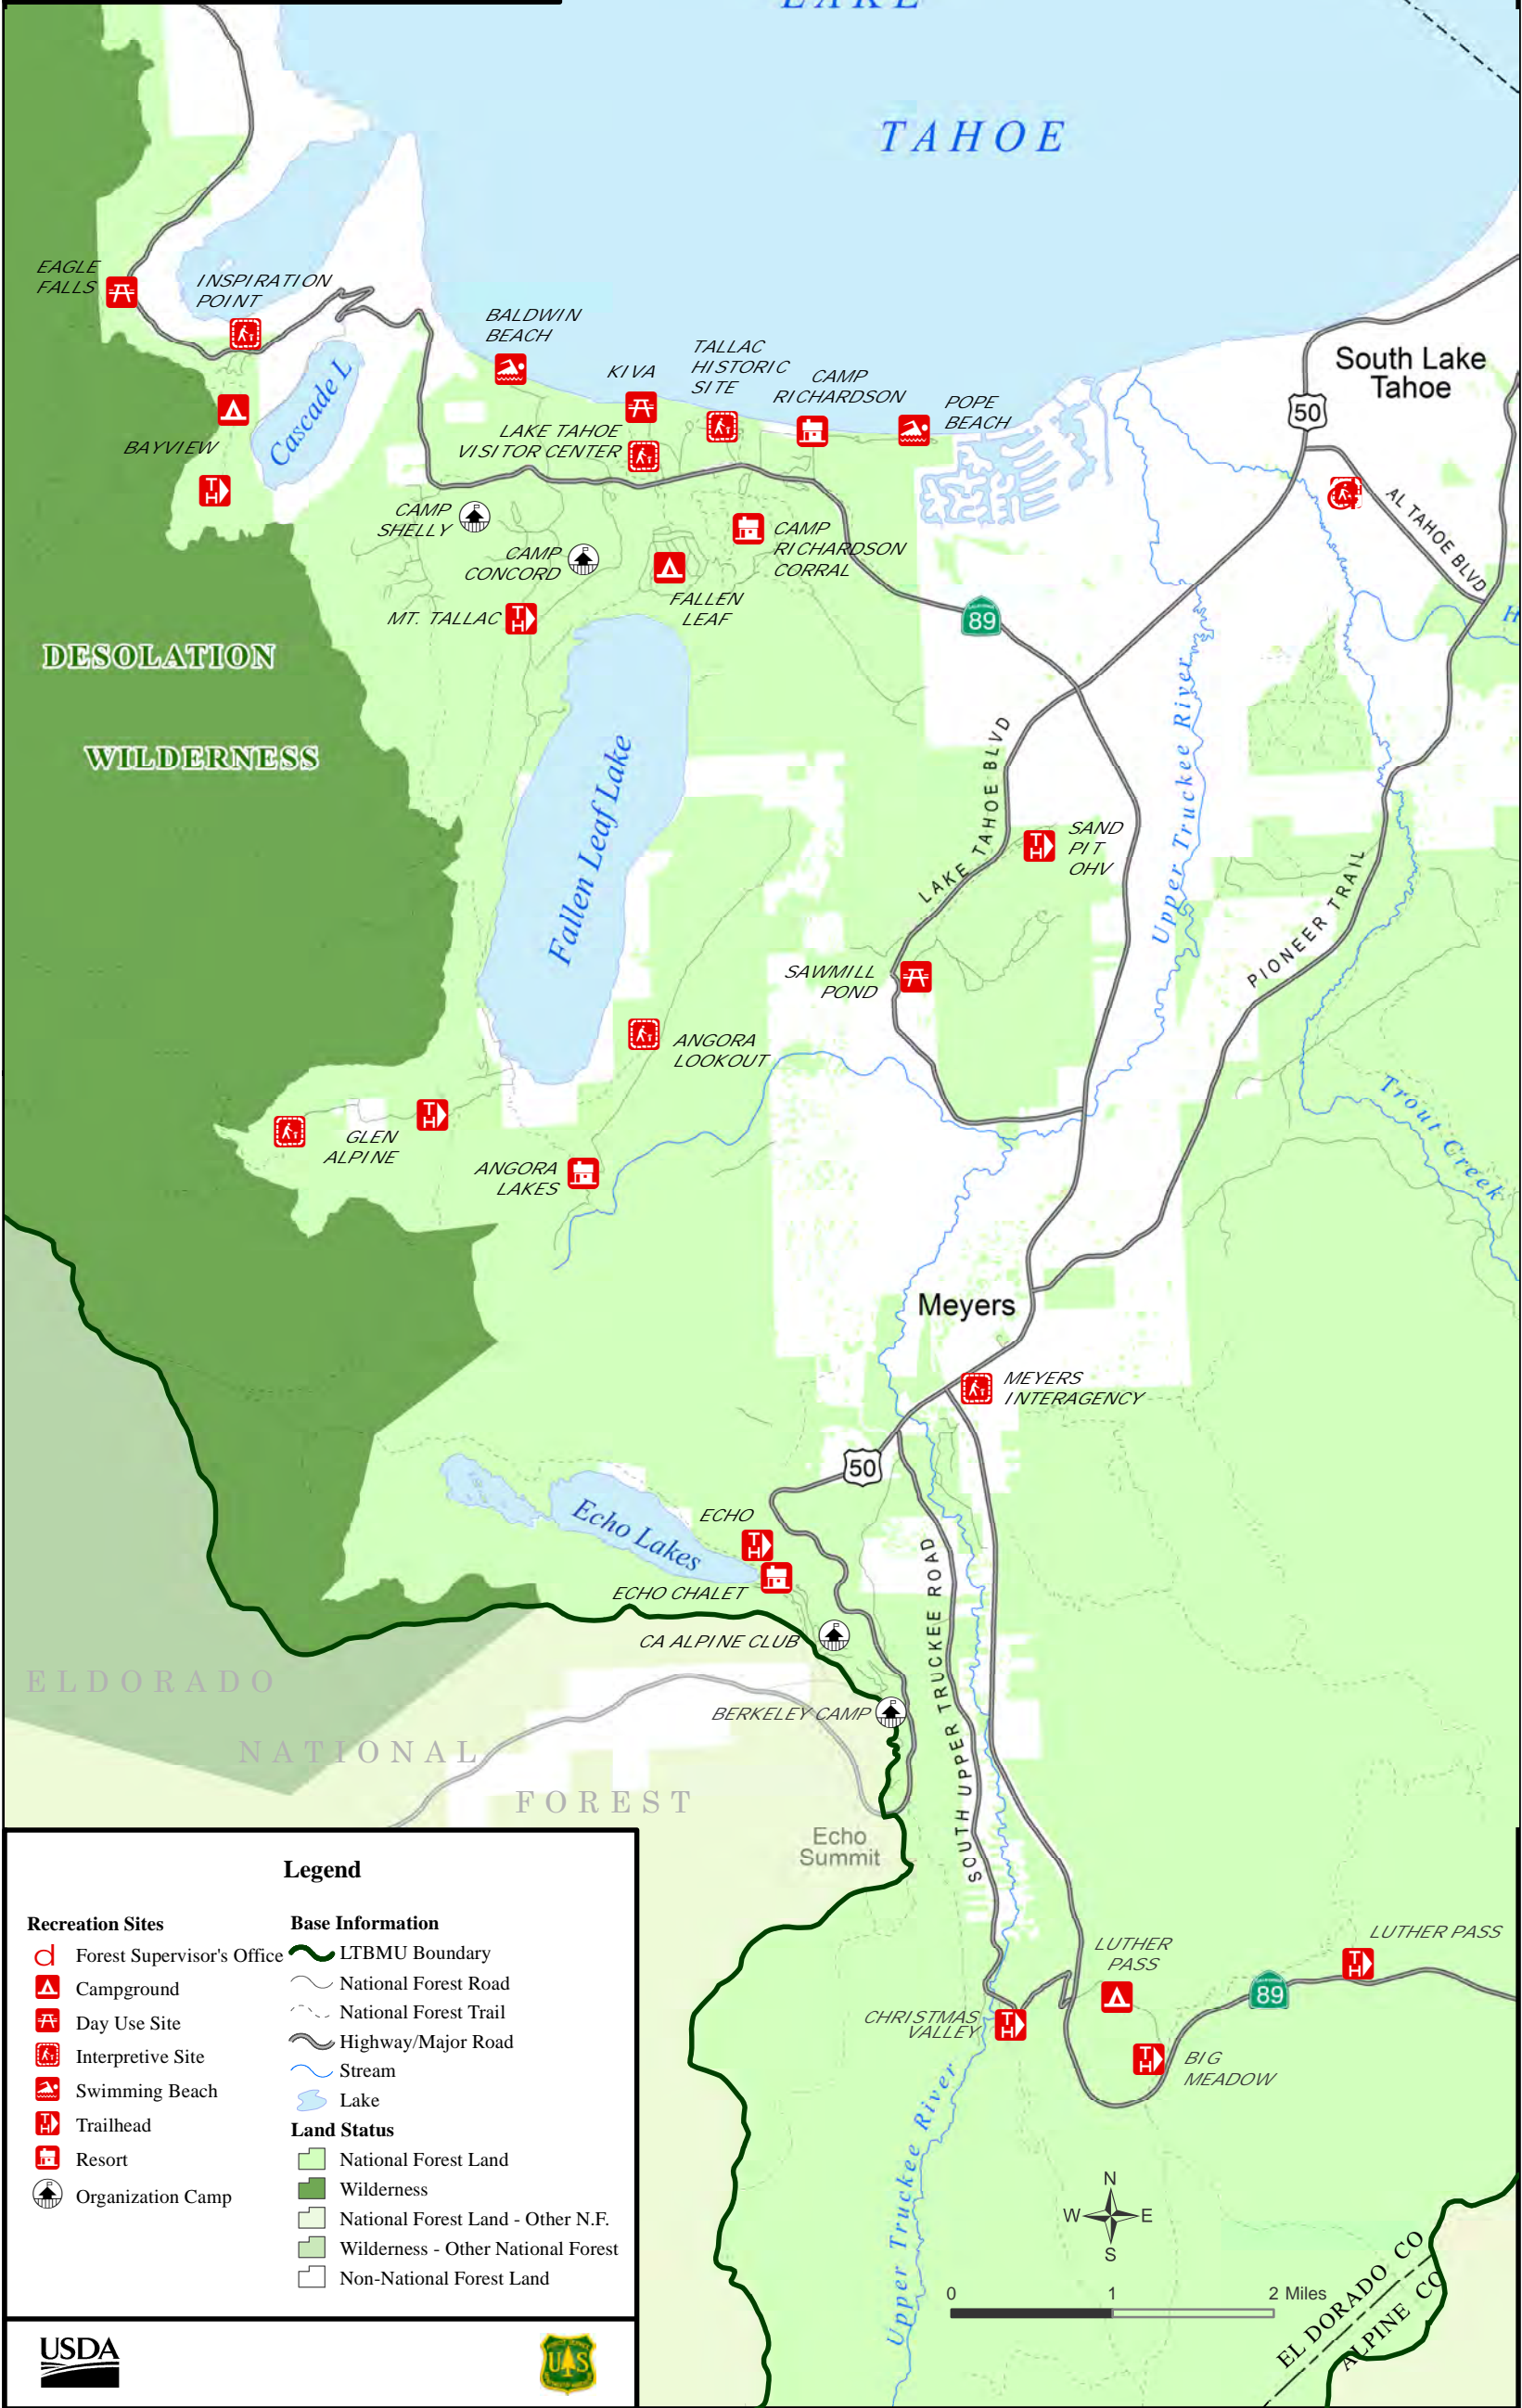 LAKE
TAHOE
EAGLE
FALLS
INSPIRATION
POINT
BALDWIN
BEACH
KIVA
TALLAC
HISTORIC
SITE
CAMP
RICHARDSON
POPE
BEACH
South Lake
Tahoe
50
BAYVIEW
Cascade L
LAKE TAHOE
VISITOR CENTER
AL TAHOE BLVD
CAMP
SHELLY
CAMP
CONCORD
CAMP
RICHARDSON
CORRAL
FALLEN
LEAF
MT. TALLAC
CALIFORNIA
89
H
DESOLATION
WILDERNESS
Fallen Leaf Lake
LAKE TAHOE BLVD
Upper Truckee River
SAND
PIT
OHV
PIONEER TRAIL
SAWMILL
POND
ANGORA
LOOKOUT
Trout Creek
GLEN
ALPINE
ANGORA
LAKES
Meyers
MEYERS
INTERAGENCY
50
Echo Lakes
ECHO
ECHO CHALET
CA ALPINE CLUB
SOUTH UPPER TRUCKEE ROAD
BERKELEY CAMP
ELDORADO
NATIONAL
FOREST
Echo
Summit
LUTHER
PASS
LUTHER PASS
CALIFORNIA
89
CHRISTMAS
VALLEY
BIG
MEADOW
Upper Truckee River
N
W E
S
0 1 2 Miles
EL DORADO CO
ALPINE CO
Legend
Recreation Sites
Forest Supervisor's Office
Campground
Day Use Site
Interpretive Site
Swimming Beach
Trailhead
Resort
Organization Camp
Base Information
LTBMU Boundary
National Forest Road
National Forest Trail
Highway/Major Road
Stream
Lake
Land Status
National Forest Land
Wilderness
National Forest Land - Other N.F.
Wilderness - Other National Forest
Non-National Forest Land
USDA
FOREST SERVICE
U S